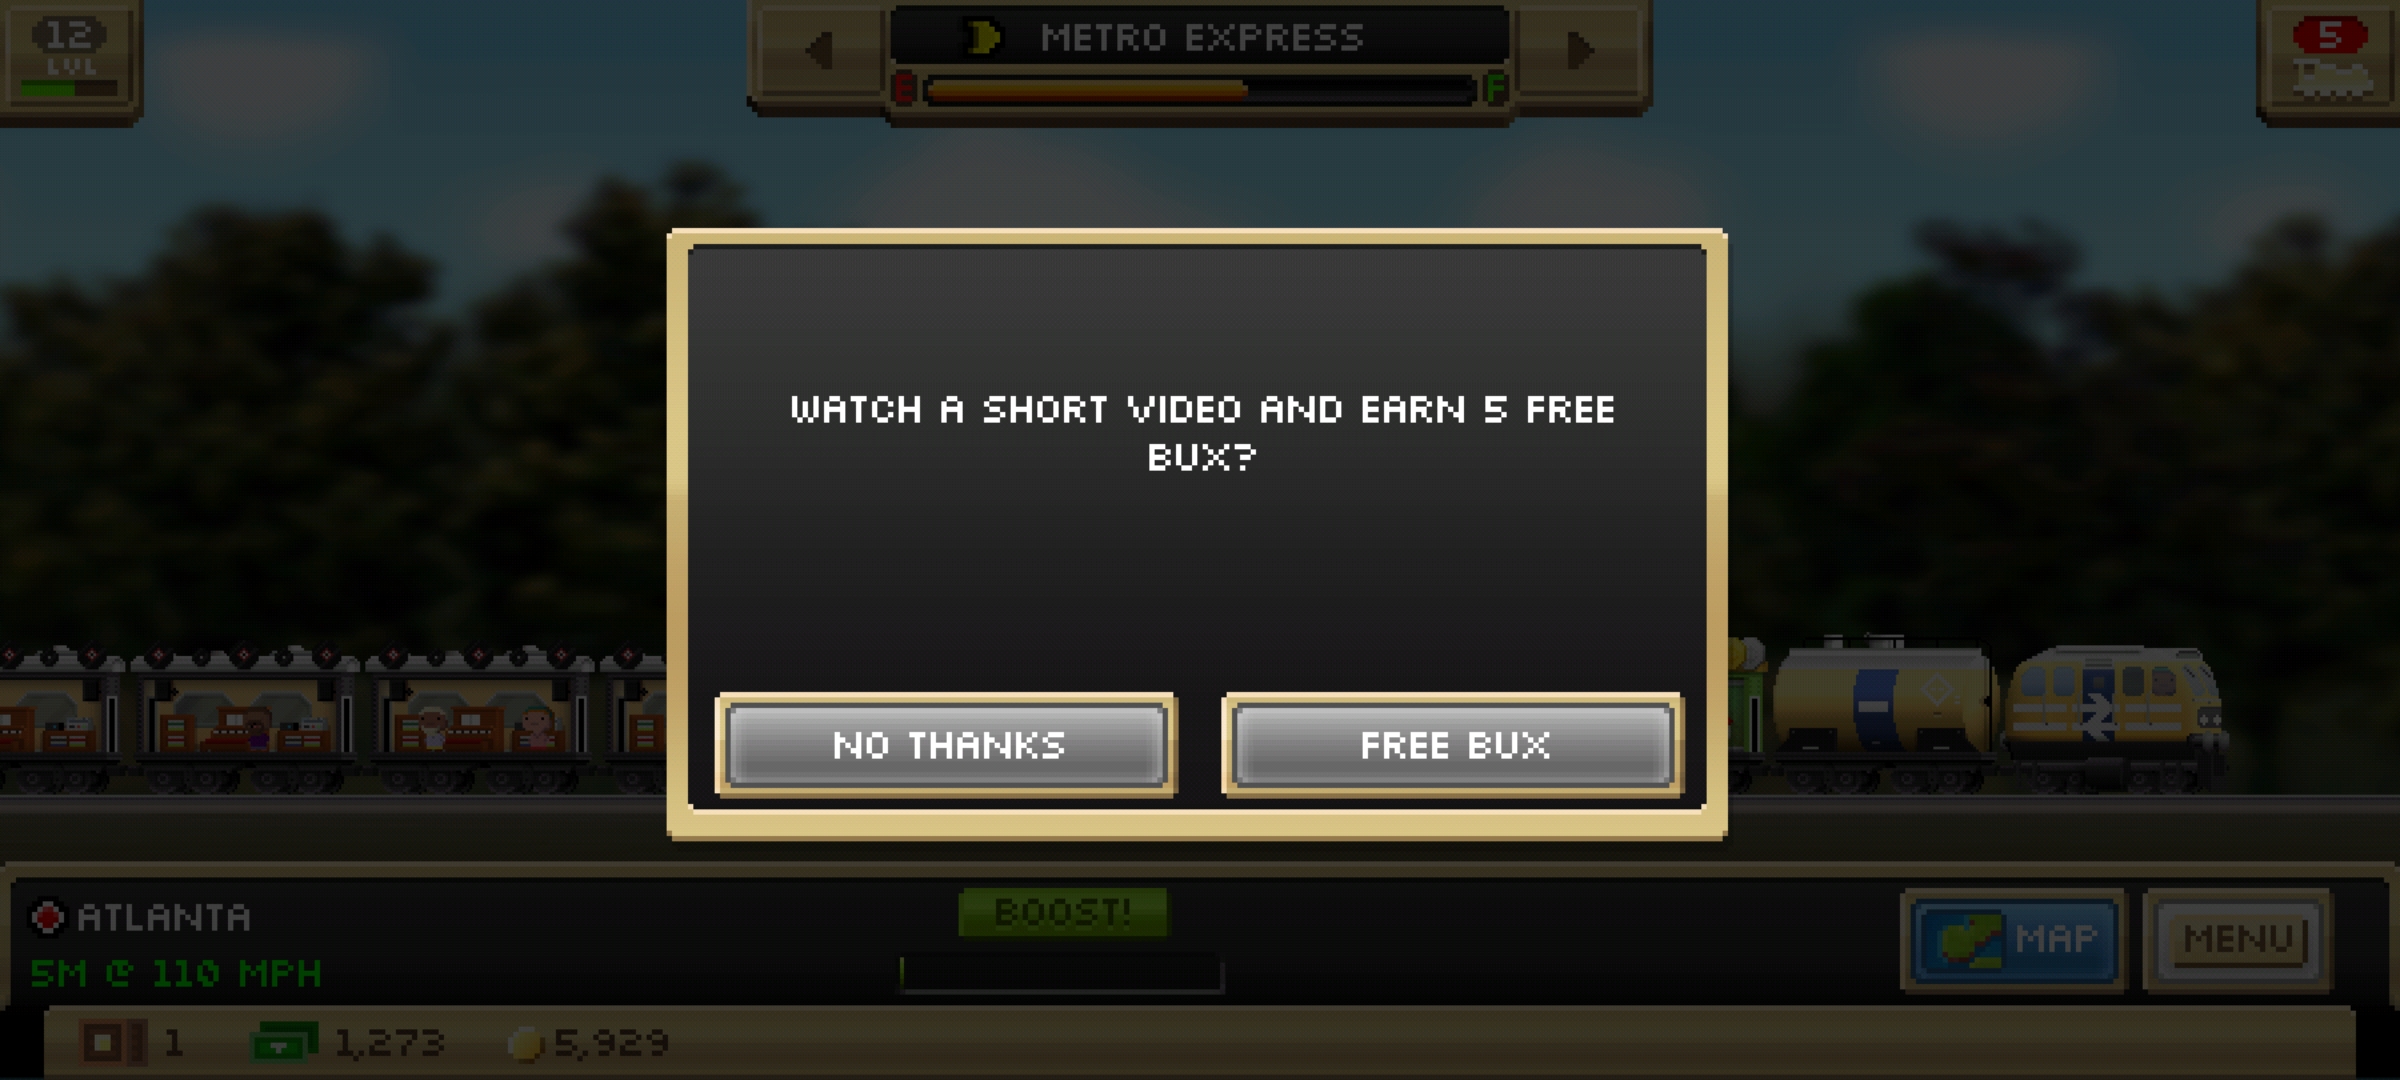 12
LVL
METRO EXPRESS
E
F
5
WATCH A SHORT VIDEO AND EARN 5 FREE
BUX?
NO THANKS
FREE BUX
ATLANTA
5M @ 110 MPH
BOOST!
MAP
MENU
1
1,273
5,929